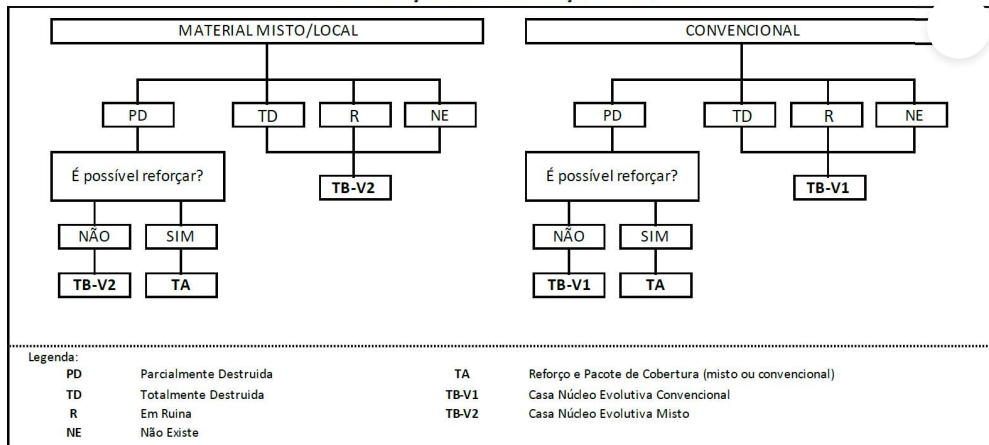 MATERIAL MISTO/LOCAL
PD
TD
R
NE
É possível reforçar?
TB-V2
NÃO
SIM
TB-V2
TA
CONVENCIONAL
PD
TD
R
NE
É possível reforçar?
TB-V1
NÃO
SIM
TB-V1
TA
Legenda:
PD Parcialmente Destruida
TD Totalmente Destruida
R Em Ruina
NE Não Existe
TA Reforço e Pacote de Cobertura (misto ou convencional)
TB-V1 Casa Núcleo Evolutiva Convencional
TB-V2 Casa Núcleo Evolutiva Misto